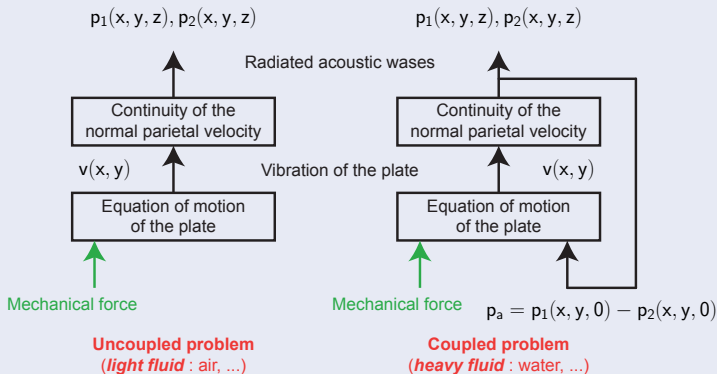 p₁(x, y, z), p₂(x, y, z)
p₁(x, y, z), p₂(x, y, z)
Radiated acoustic wases
Continuity of the
normal parietal velocity
Continuity of the
normal parietal velocity
v(x, y)
Vibration of the plate
v(x, y)
Equation of motion
of the plate
Equation of motion
of the plate
Mechanical force
Mechanical force
pₐ = p₁(x, y, 0) − p₂(x, y, 0)
Uncoupled problem
(light fluid : air, ...)
Coupled problem
(heavy fluid : water, ...)